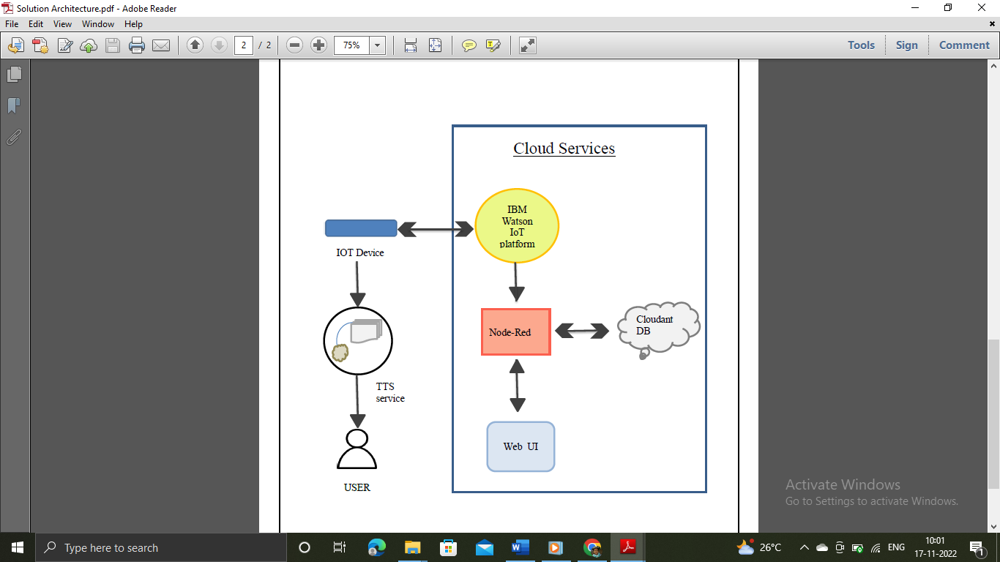 Solution Architecture.pdf - Adobe Reader
File Edit View Window Help
2 / 2 75% Tools Sign Comment
Cloud Services
IBM
Watson
IoT
platform
IOT Device
Node-Red
Cloudant
DB
TTS
service
Web UI
USER
Activate Windows
Go to Settings to activate Windows.
Type here to search
26°C
ENG
10:01
17-11-2022
1